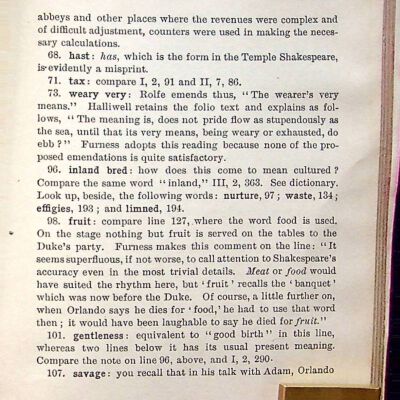 abbeys and other places where the revenues were complex and
of difficult adjustment, counters were used in making the neces-
sary calculations.
68. hast: has, which is the form in the Temple Shakespeare,
is evidently a misprint.
71. tax: compare I, 2, 91 and II, 7, 86.
73. weary very: Rolfe emends thus, "The wearer's very
means." Halliwell retains the folio text and explains as fol-
lows, "The meaning is, does not pride flow as stupendously as
the sea, until that its very means, being weary or exhausted, do
ebb?" Furness adopts this reading because none of the pro-
posed emendations is quite satisfactory.
96. inland bred: how does this come to mean cultured?
Compare the same word "inland," III, 2, 363. See dictionary.
Look up, beside, the following words: nurture, 97; waste, 134;
effigies, 193; and limned, 194.
98. fruit: compare line 127, where the word food is used.
On the stage nothing but fruit is served on the tables to the
Duke's party. Furness makes this comment on the line: "It
seems superfluous, if not worse, to call attention to Shakespeare's
accuracy even in the most trivial details. Meat or food would
have suited the rhythm here, but 'fruit' recalls the 'banquet'
which was now before the Duke. Of course, a little further on,
when Orlando says he dies for 'food,' he had to use that word
then; it would have been laughable to say he died for fruit."
101. gentleness: equivalent to "good birth" in this line,
whereas two lines below it has its usual present meaning.
Compare the note on line 96, above, and I, 2, 290.
107. savage: you recall that in his talk with Adam, Orlando